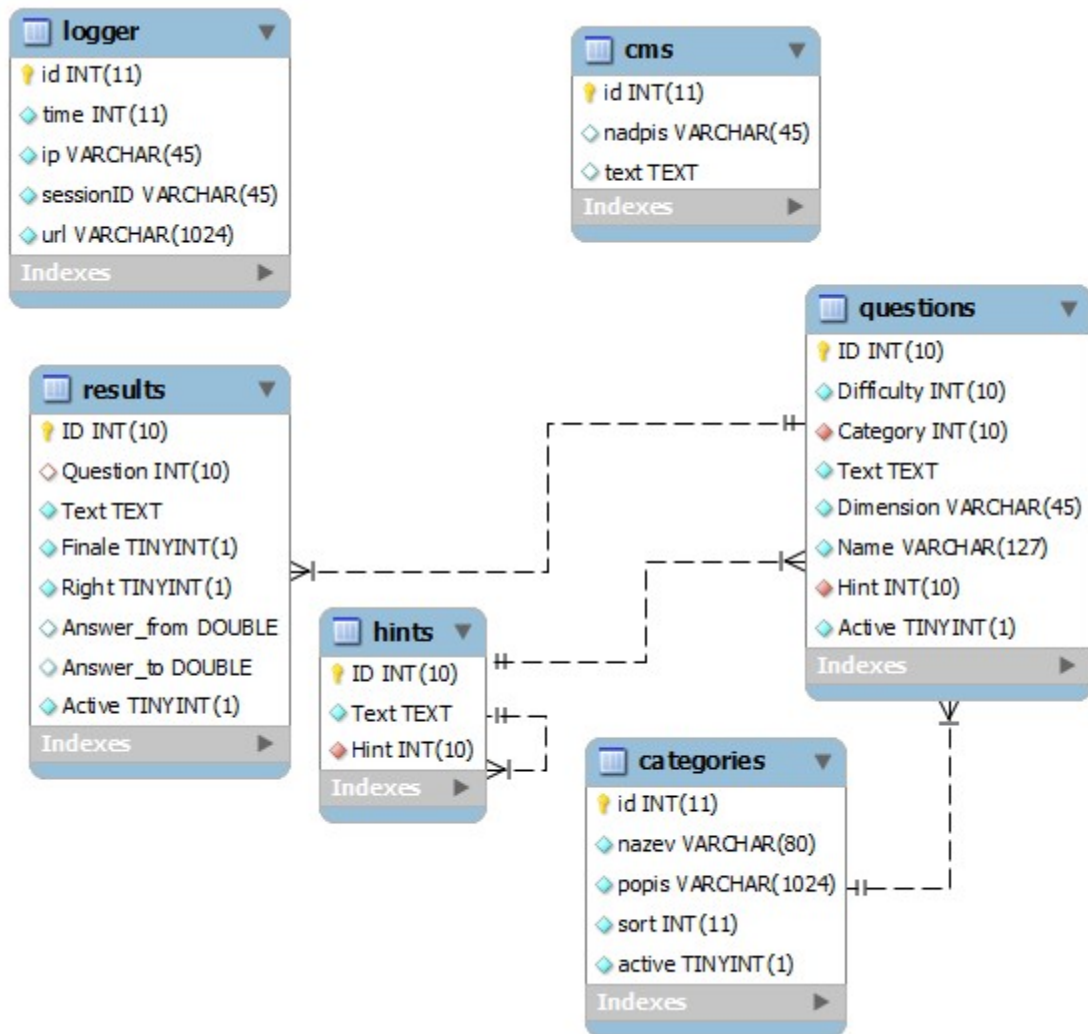 logger
id INT(11)
time INT(11)
ip VARCHAR(45)
sessionID VARCHAR(45)
url VARCHAR(1024)
Indexes
cms
id INT(11)
nadpis VARCHAR(45)
text TEXT
Indexes
questions
ID INT(10)
Difficulty INT(10)
Category INT(10)
Text TEXT
Dimension VARCHAR(45)
Name VARCHAR(127)
Hint INT(10)
Active TINYINT(1)
Indexes
results
ID INT(10)
Question INT(10)
Text TEXT
Finale TINYINT(1)
Right TINYINT(1)
Answer_from DOUBLE
Answer_to DOUBLE
Active TINYINT(1)
Indexes
hints
ID INT(10)
Text TEXT
Hint INT(10)
Indexes
categories
id INT(11)
nazev VARCHAR(80)
popis VARCHAR(1024)
sort INT(11)
active TINYINT(1)
Indexes